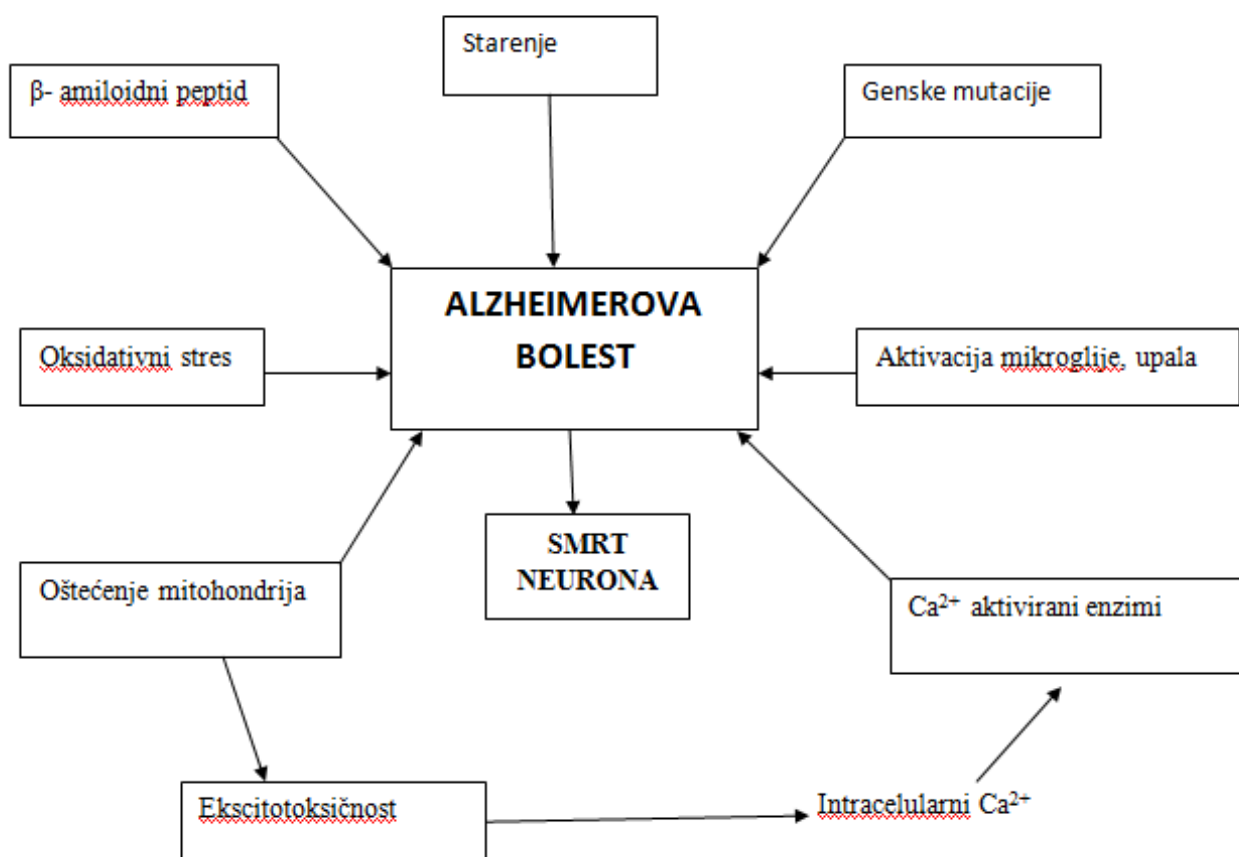 Starenje
β- amiloidni peptid
Genske mutacije
ALZHEIMEROVA
BOLEST
Oksidativni stres
Aktivacija mikroglije, upala
SMRT
NEURONA
Oštećenje mitohondrija
Ca²⁺ aktivirani enzimi
Ekscitotoksičnost
Intracelularni Ca²⁺